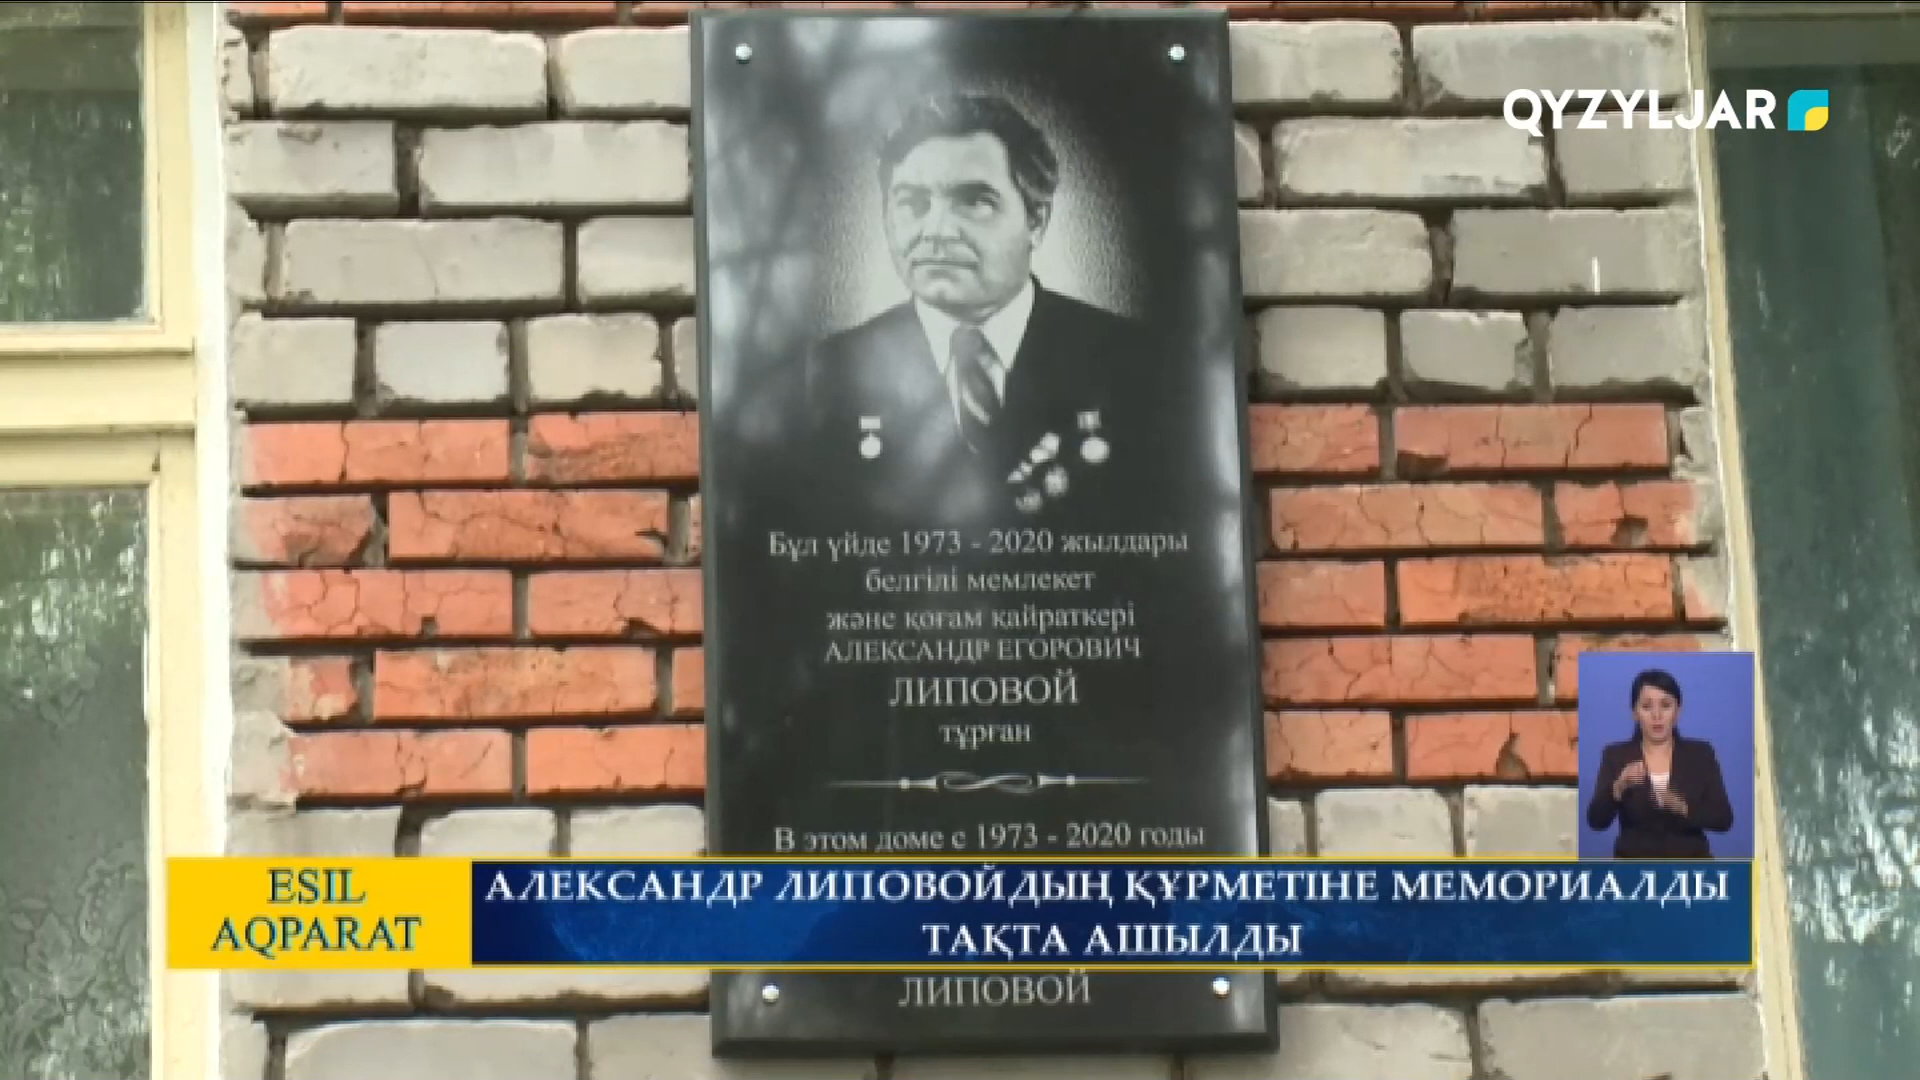 QYZYLJAR
Бұл үйде 1973 - 2020 жылдары
белгілі мемлекет
және қоғам қайраткері
АЛЕКСАНДР ЕГОРОВИЧ
ЛИПОВОЙ
тұрған
В этом доме с 1973 - 2020 годы
ESIL
AQPARAT
АЛЕКСАНДР ЛИПОВОЙДЫҢ ҚҰРМЕТІНЕ МЕМОРИАЛДЫ
ТАҚТА АШЫЛДЫ
ЛИПОВОЙ